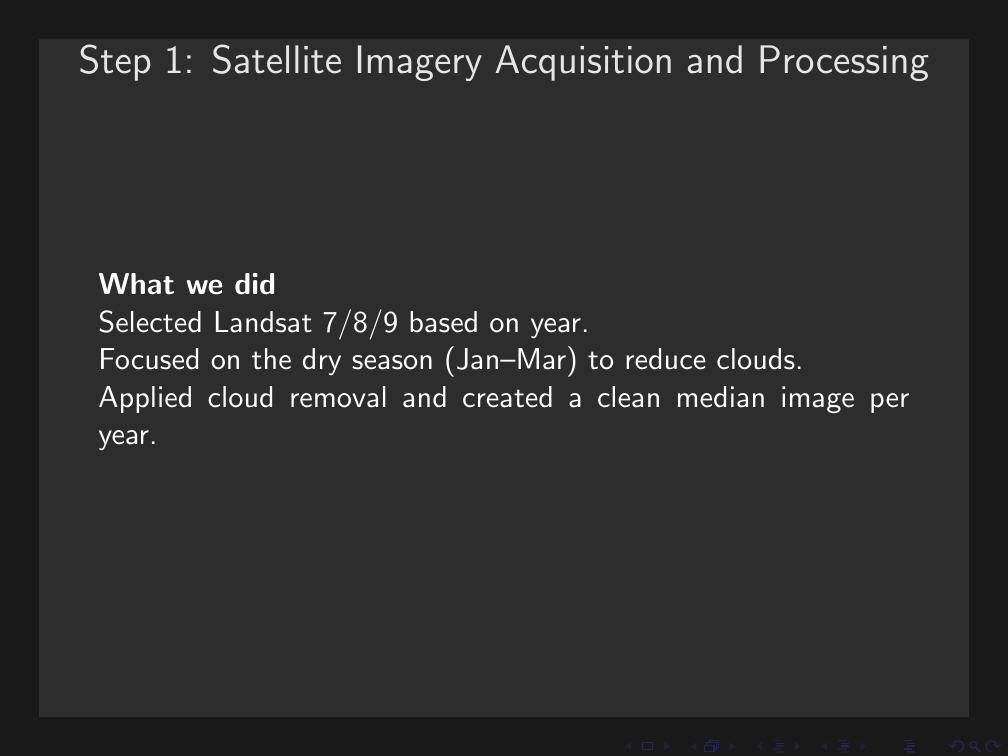 Step 1: Satellite Imagery Acquisition and Processing
What we did
Selected Landsat 7/8/9 based on year.
Focused on the dry season (Jan–Mar) to reduce clouds.
Applied cloud removal and created a clean median image per
year.